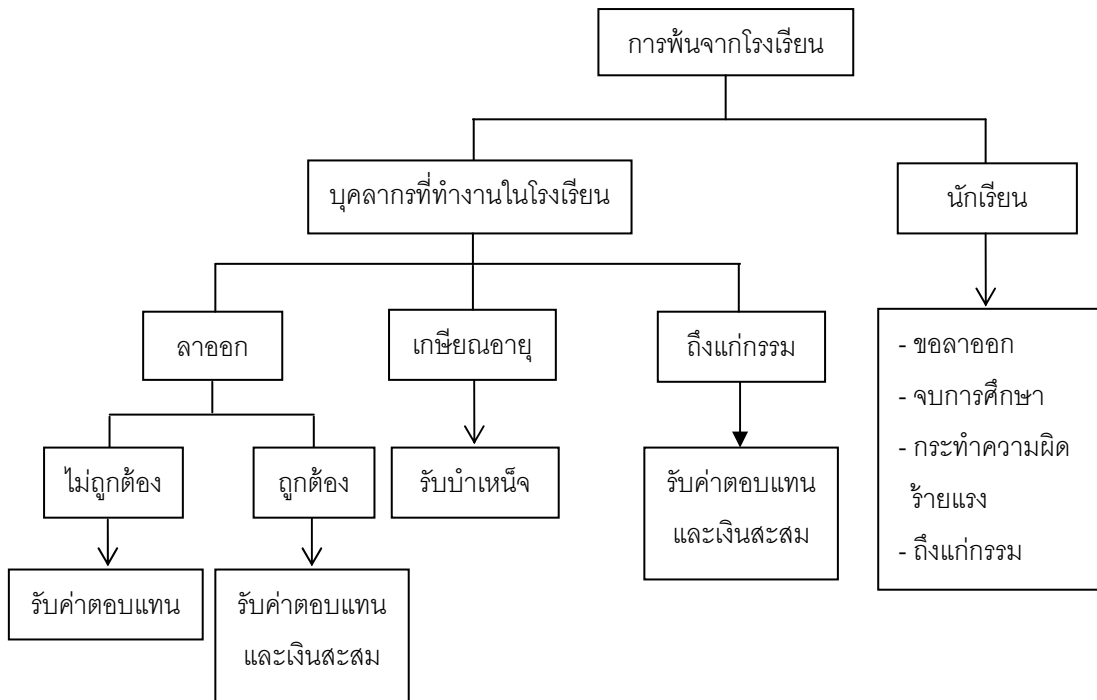 การพ้นจากโรงเรียน
บุคลากรที่ทำงานในโรงเรียน
นักเรียน
ลาออก
เกษียณอายุ
ถึงแก่กรรม
- ขอลาออก
- จบการศึกษา
- กระทำความผิด
ร้ายแรง
- ถึงแก่กรรม
ไม่ถูกต้อง
ถูกต้อง
รับบำเหน็จ
รับค่าตอบแทน
และเงินสะสม
รับค่าตอบแทน
รับค่าตอบแทน
และเงินสะสม